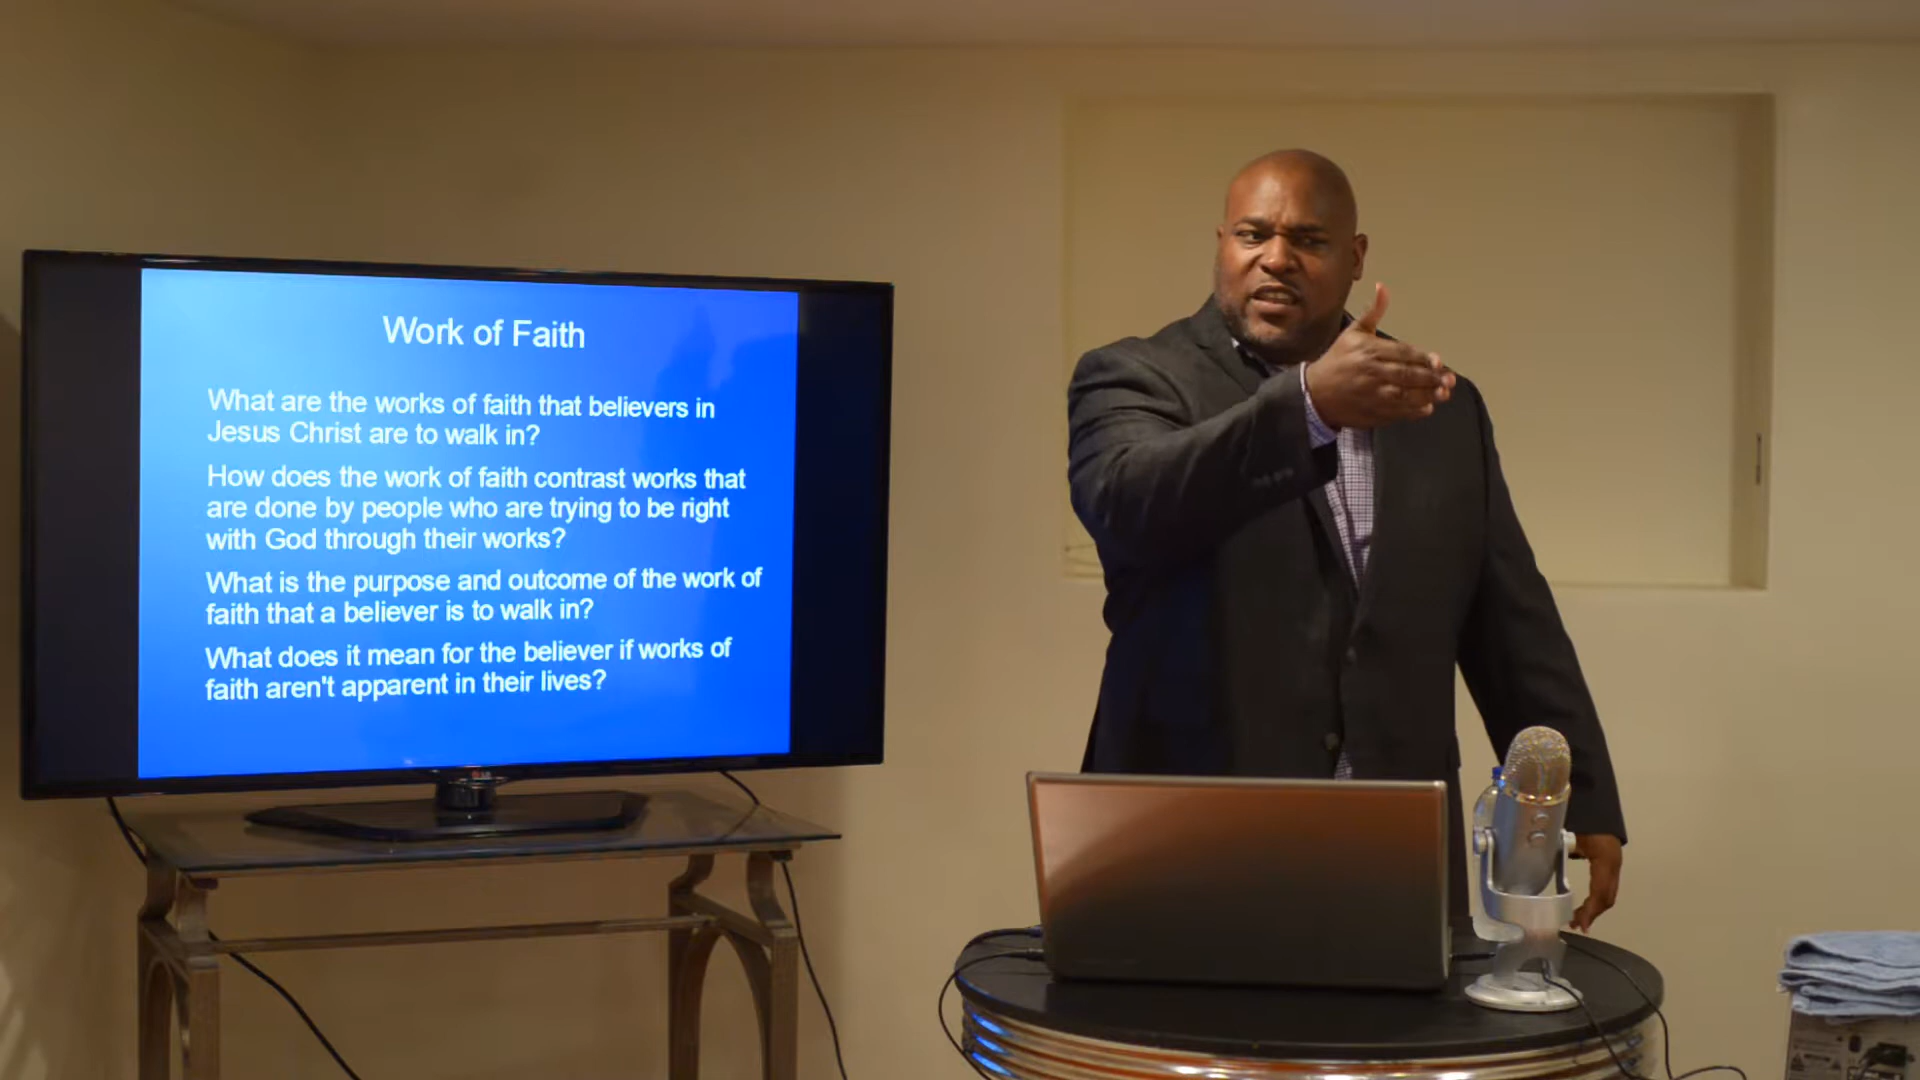 Work of Faith
What are the works of faith that believers in
Jesus Christ are to walk in?
How does the work of faith contrast works that
are done by people who are trying to be right
with God through their works?
What is the purpose and outcome of the work of
faith that a believer is to walk in?
What does it mean for the believer if works of
faith aren't apparent in their lives?